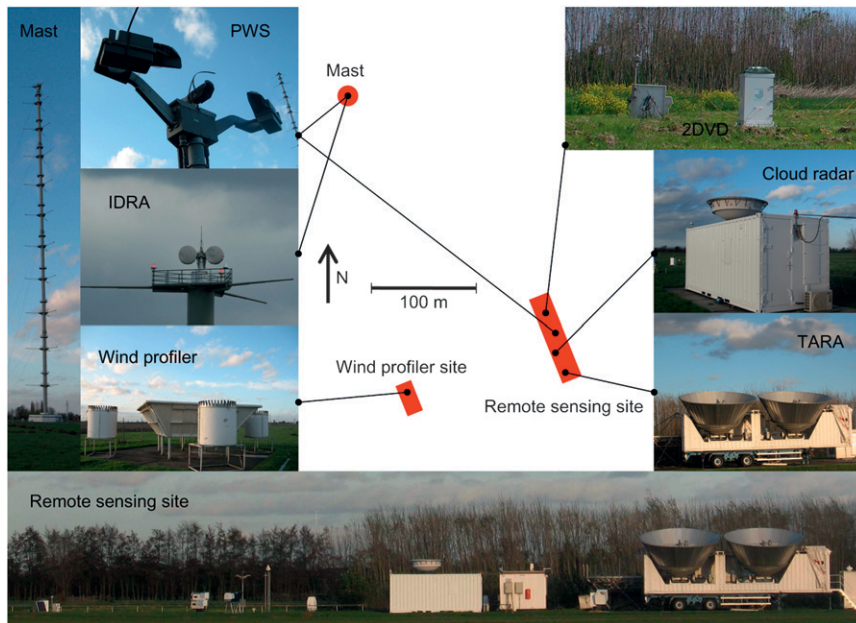 Mast
PWS
Mast
2DVD
Cloud radar
IDRA
N
100 m
TARA
Wind profiler
Wind profiler site
Remote sensing site
Remote sensing site